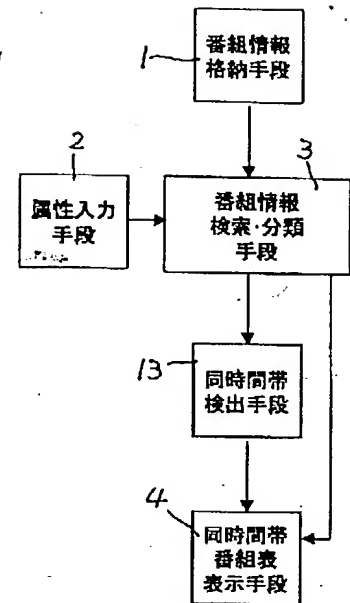 1
番組情報
格納手段
2
属性入力
手段
3
番組情報
検索・分類
手段
13
同時間帯
検出手段
4
同時間帯
番組表
表示手段